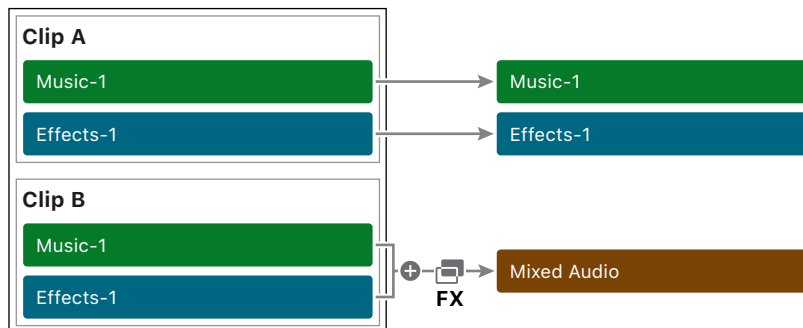 Clip A
Music-1
Music-1
Effects-1
Effects-1
Clip B
Music-1
Effects-1
FX
Mixed Audio